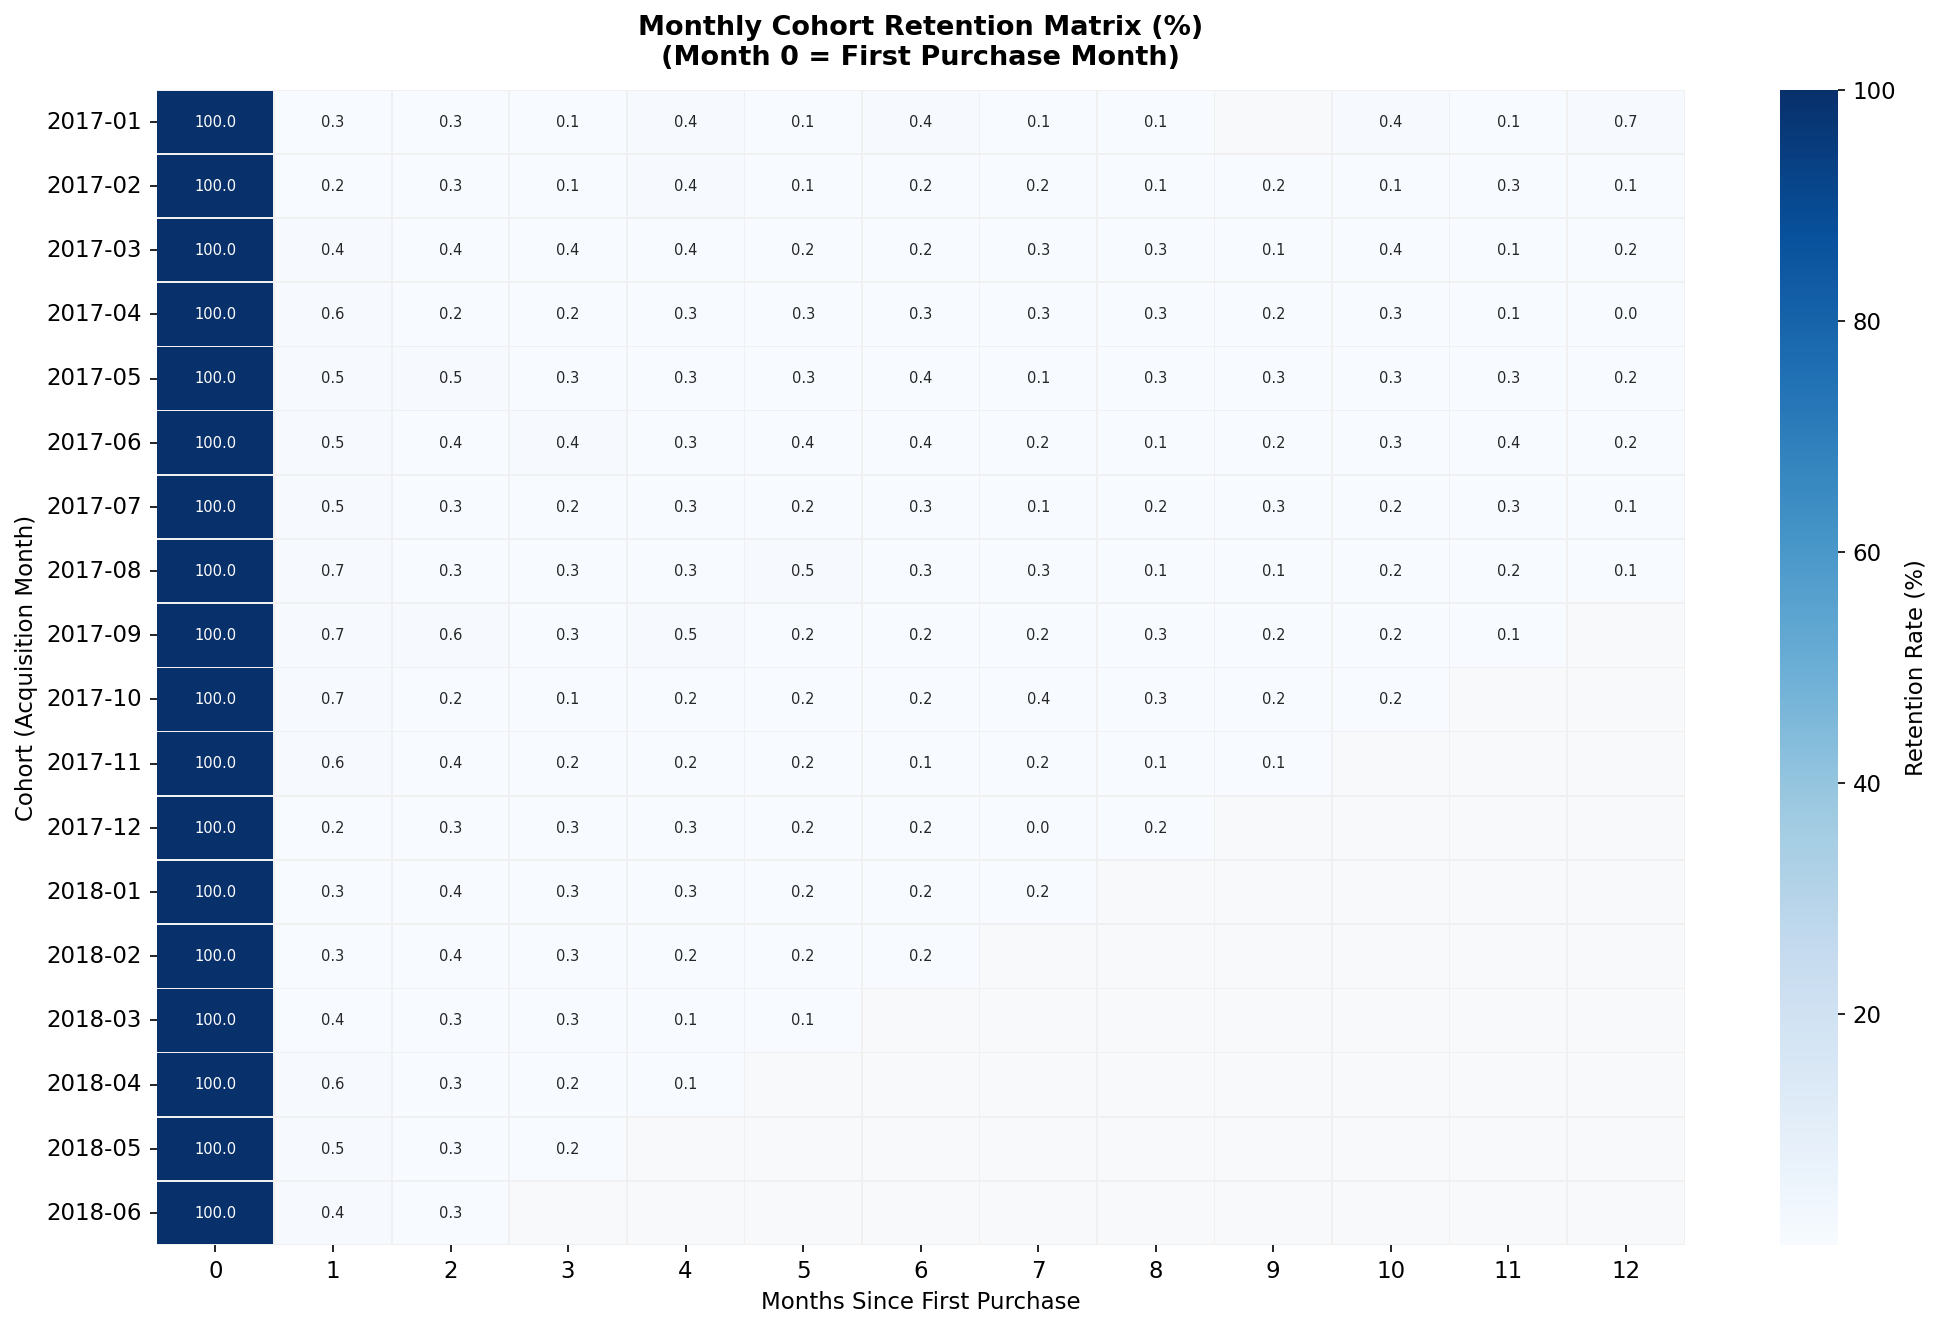 Monthly Cohort Retention Matrix (%)
(Month 0 = First Purchase Month)
Cohort (Acquisition Month)
2017-01 100.0 0.3 0.3 0.1 0.4 0.1 0.4 0.1 0.1 0.4 0.1 0.7
2017-02 100.0 0.2 0.3 0.1 0.4 0.1 0.2 0.2 0.1 0.2 0.1 0.3 0.1
2017-03 100.0 0.4 0.4 0.4 0.4 0.2 0.2 0.3 0.3 0.1 0.4 0.1 0.2
2017-04 100.0 0.6 0.2 0.2 0.3 0.3 0.3 0.3 0.3 0.2 0.3 0.1 0.0
2017-05 100.0 0.5 0.5 0.3 0.3 0.3 0.4 0.1 0.3 0.3 0.3 0.3 0.2
2017-06 100.0 0.5 0.4 0.4 0.3 0.4 0.4 0.2 0.1 0.2 0.3 0.4 0.2
2017-07 100.0 0.5 0.3 0.2 0.3 0.2 0.3 0.1 0.2 0.3 0.2 0.3 0.1
2017-08 100.0 0.7 0.3 0.3 0.3 0.5 0.3 0.3 0.1 0.1 0.2 0.2 0.1
2017-09 100.0 0.7 0.6 0.3 0.5 0.2 0.2 0.2 0.3 0.2 0.2 0.1
2017-10 100.0 0.7 0.2 0.1 0.2 0.2 0.2 0.4 0.3 0.2 0.2
2017-11 100.0 0.6 0.4 0.2 0.2 0.2 0.1 0.2 0.1 0.1
2017-12 100.0 0.2 0.3 0.3 0.3 0.2 0.2 0.0 0.2
2018-01 100.0 0.3 0.4 0.3 0.3 0.2 0.2 0.2
2018-02 100.0 0.3 0.4 0.3 0.2 0.2 0.2
2018-03 100.0 0.4 0.3 0.3 0.1 0.1
2018-04 100.0 0.6 0.3 0.2 0.1
2018-05 100.0 0.5 0.3 0.2
2018-06 100.0 0.4 0.3
0 1 2 3 4 5 6 7 8 9 10 11 12
Months Since First Purchase
100
80
60
40
20
Retention Rate (%)